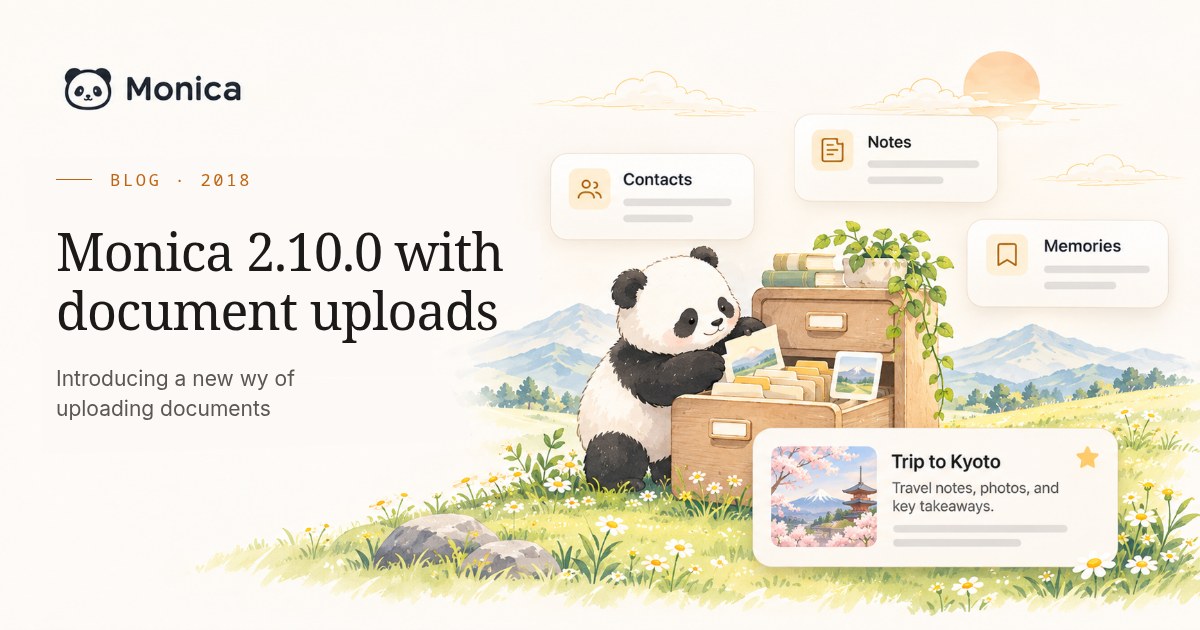 Monica
BLOG · 2018
Monica 2.10.0 with
document uploads
Introducing a new wy of
uploading documents
Contacts
Notes
Memories
Trip to Kyoto
Travel notes, photos, and
key takeaways.